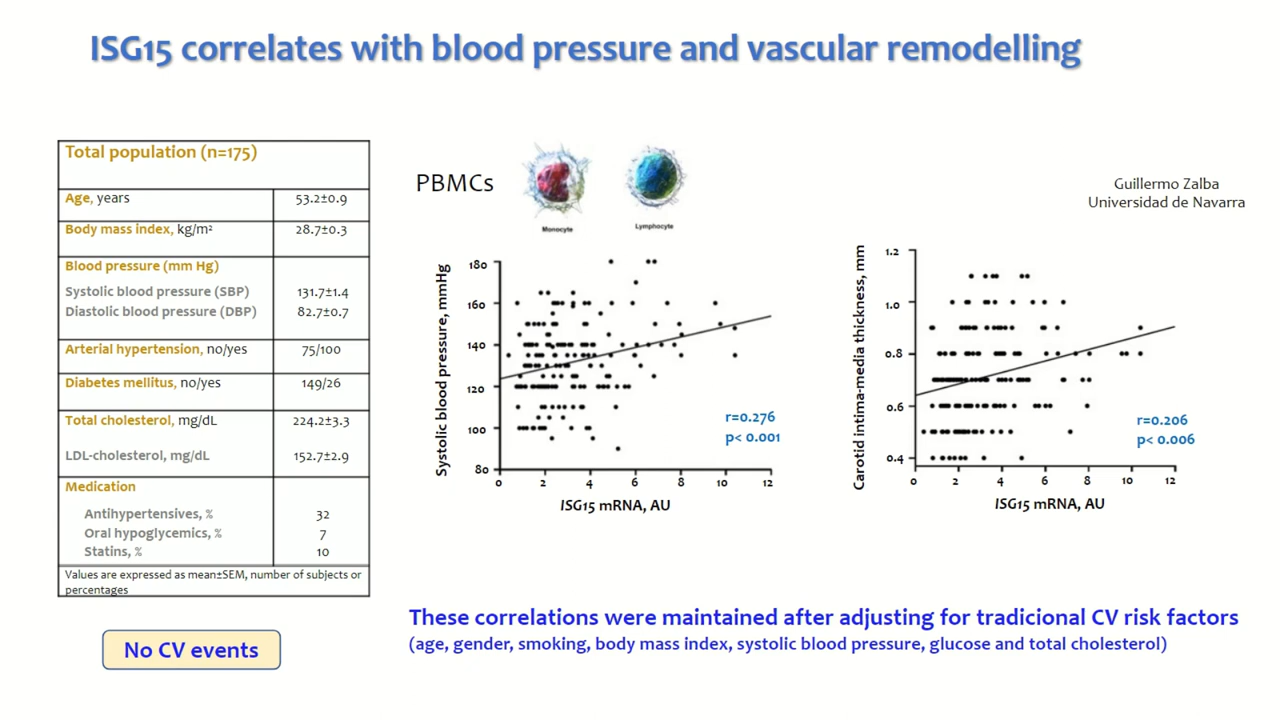 ISG15 correlates with blood pressure and vascular remodelling
Total population (n=175)
Age, years 53.2±0.9
Body mass index, kg/m² 28.7±0.3
Blood pressure (mm Hg)
Systolic blood pressure (SBP) 131.7±1.4
Diastolic blood pressure (DBP) 82.7±0.7
Arterial hypertension, no/yes 75/100
Diabetes mellitus, no/yes 149/26
Total cholesterol, mg/dL 224.2±3.3
LDL-cholesterol, mg/dL 152.7±2.9
Medication
Antihypertensives, % 32
Oral hypoglycemics, % 7
Statins, % 10
Values are expressed as mean±SEM, number of subjects or
percentages
No CV events
PBMCs
Monocyte
Lymphocyte
Guillermo Zalba
Universidad de Navarra
Systolic blood pressure, mmHg
180
160
140
120
100
80
0 2 4 6 8 10 12
ISG15 mRNA, AU
r=0.276
p< 0.001
Carotid intima-media thickness, mm
1.2
1.0
0.8
0.6
0.4
0 2 4 6 8 10 12
ISG15 mRNA, AU
r=0.206
p< 0.006
These correlations were maintained after adjusting for tradicional CV risk factors
(age, gender, smoking, body mass index, systolic blood pressure, glucose and total cholesterol)